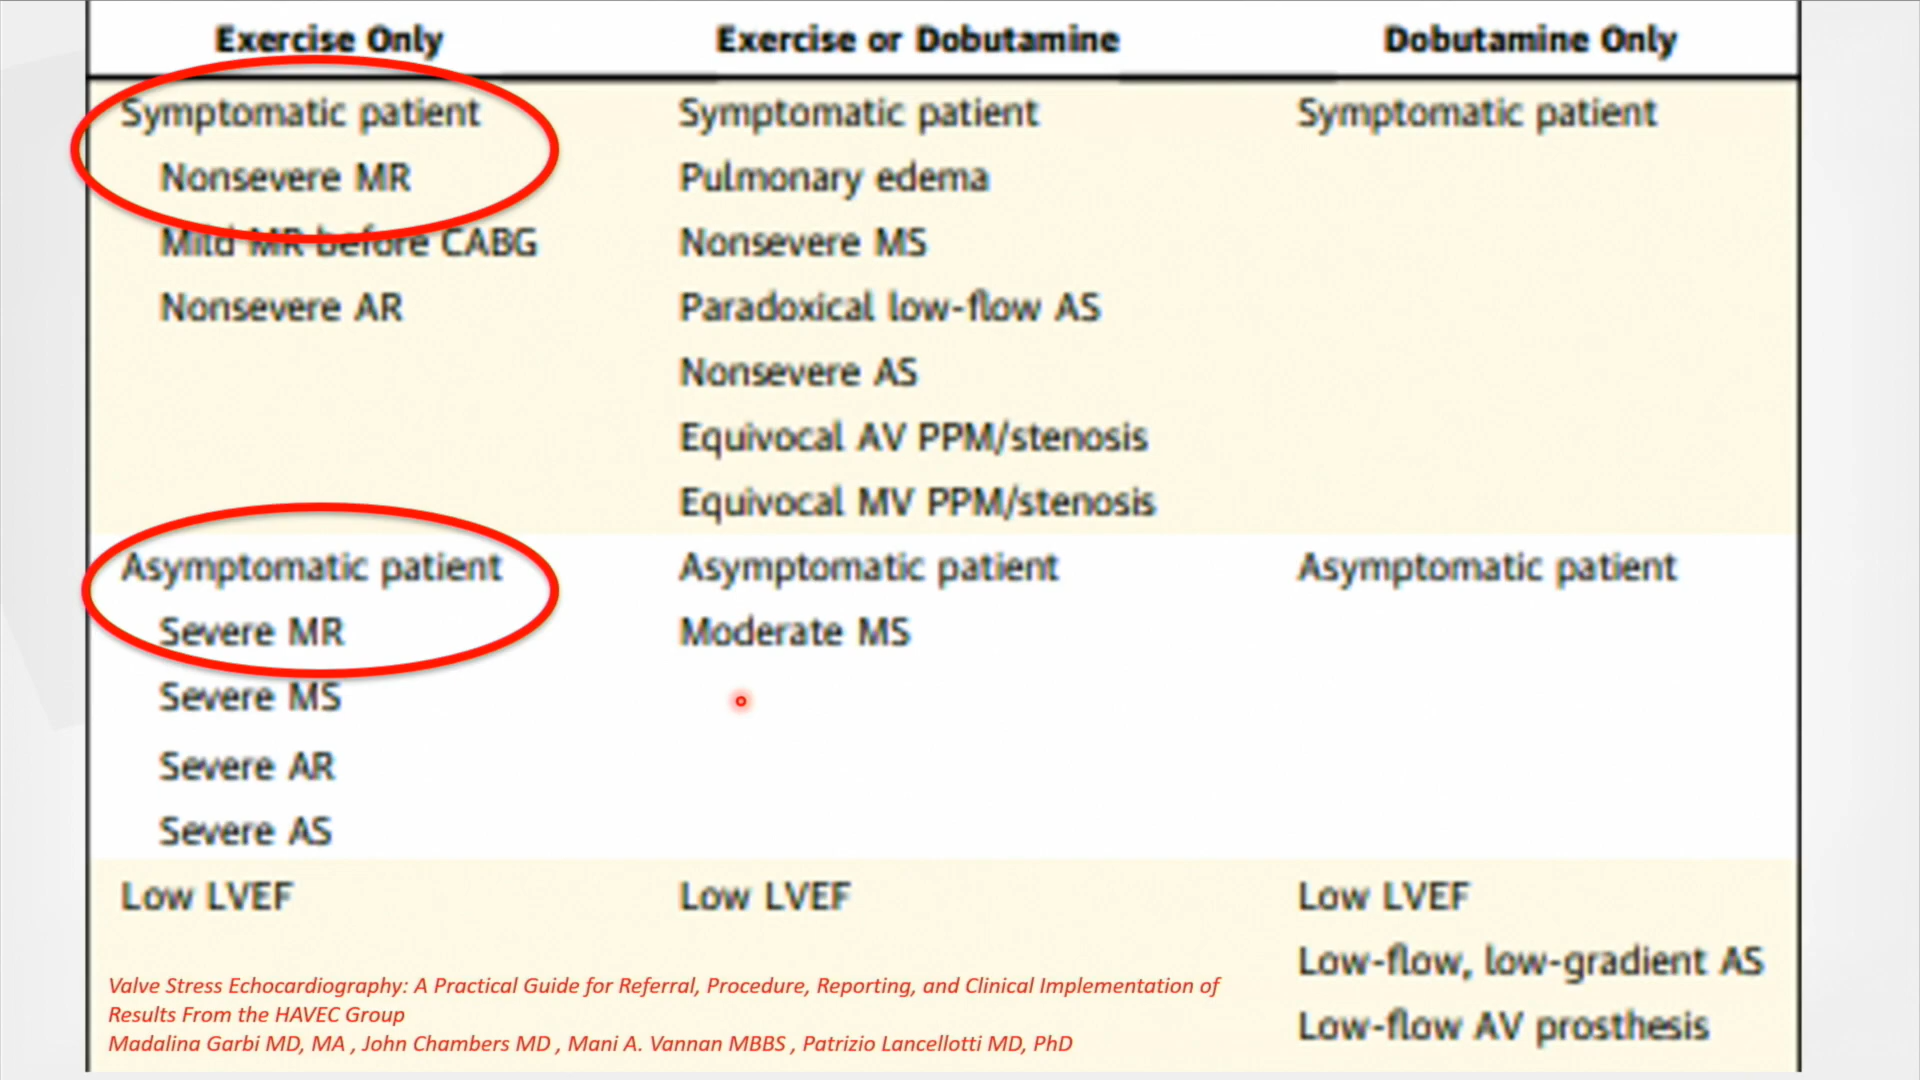 Exercise Only Exercise or Dobutamine Dobutamine Only
Symptomatic patient Symptomatic patient Symptomatic patient
Nonsevere MR Pulmonary edema
Mild MR before CABG Nonsevere MS
Nonsevere AR Paradoxical low-flow AS
Nonsevere AS
Equivocal AV PPM/stenosis
Equivocal MV PPM/stenosis
Asymptomatic patient Asymptomatic patient Asymptomatic patient
Severe MR Moderate MS
Severe MS
Severe AR
Severe AS
Low LVEF Low LVEF Low LVEF
Low-flow, low-gradient AS
Low-flow AV prosthesis
Valve Stress Echocardiography: A Practical Guide for Referral, Procedure, Reporting, and Clinical Implementation of
Results From the HAVEC Group
Madalina Garbi MD, MA , John Chambers MD , Mani A. Vannan MBBS , Patrizio Lancellotti MD, PhD